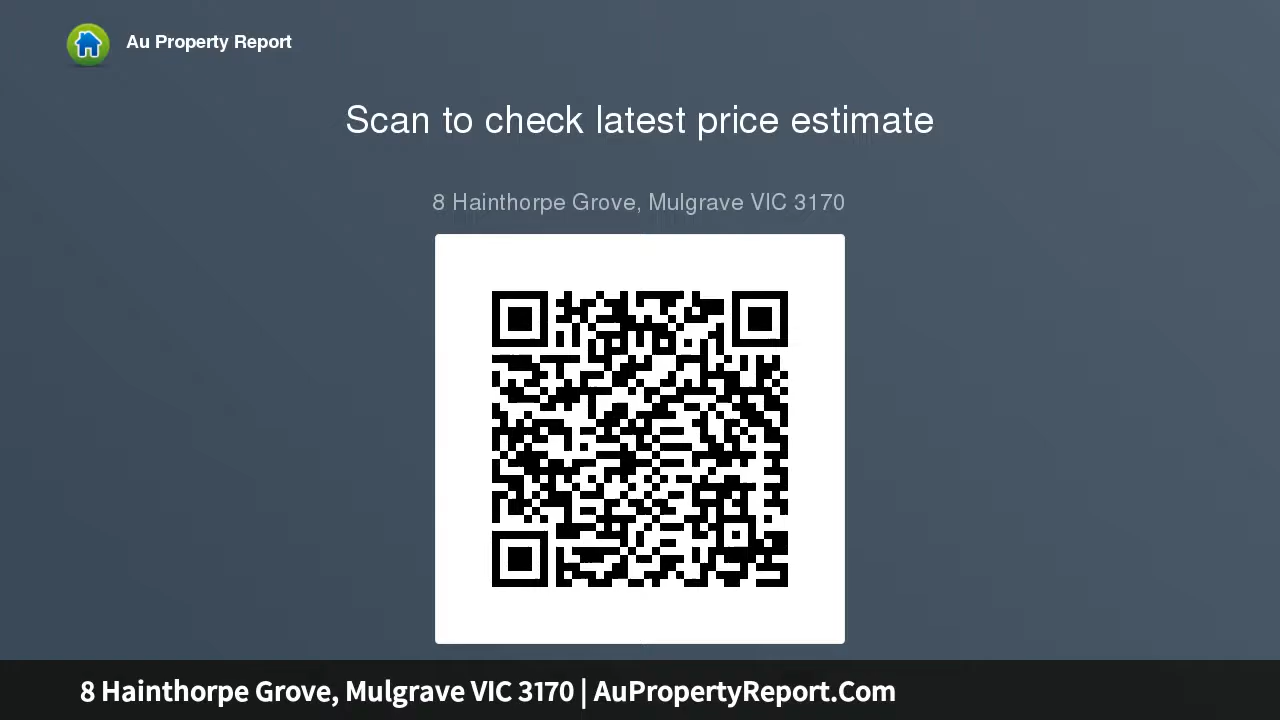 Au Property Report
Scan to check latest price estimate
8 Hainthorpe Grove, Mulgrave VIC 3170
8 Hainthorpe Grove, Mulgrave VIC 3170 | AuPropertyReport.Com